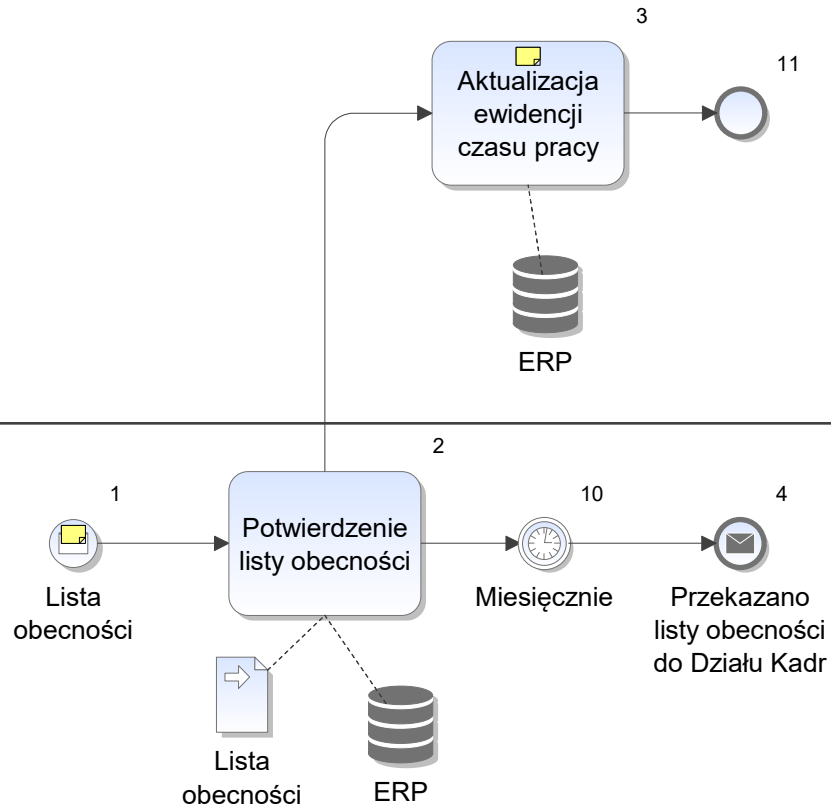 3
11
Aktualizacja
ewidencji
czasu pracy
ERP
2
1
10
4
Potwierdzenie
listy obecności
Lista
obecności
Miesięcznie
Przekazano
listy obecności
do Działu Kadr
Lista
obecności
ERP